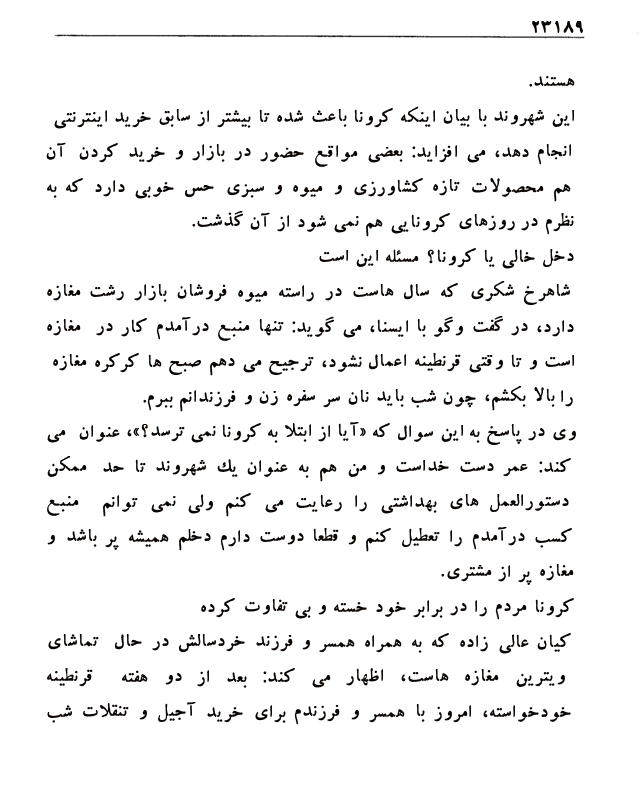 ۲۳۱۸۹
هستند.
این شهروند با بیان اینکه کرونا باعث شده تا بیشتر از سابق خرید اینترنتی
انجام دهد، می افزاید: بعضی مواقع حضور در بازار و خرید کردن آن
هم محصولات تازه کشاورزی و میوه و سبزی حس خوبی دارد که به
نظرم در روزهای کرونایی هم نمی شود از آن گذشت.
دخل خالی یا کرونا؟ مسئله این است
شاهرخ شکری که سال هاست در راسته میوه فروشان بازار رشت مغازه
دارد، در گفت وگو با ایسنا، می گوید: تنها منبع درآمدم کار در مغازه
است و تا وقتی قرنطینه اعمال نشود، ترجیح می دهم صبح ها کرکره مغازه
را بالا بکشم، چون شب باید نان سر سفره زن و فرزندانم ببرم.
وی در پاسخ به این سوال که «آیا از ابتلا به کرونا نمی ترسد؟»، عنوان می
کند: عمر دست خداست و من هم به عنوان یك شهروند تا حد ممکن
دستورالعمل های بهداشتی را رعایت می کنم ولی نمی توانم منبع
کسب درآمدم را تعطیل کنم و قطعا دوست دارم دخلم همیشه پر باشد و
مغازه پر از مشتری.
کرونا مردم را در برابر خود خسته و بی تفاوت کرده
کیان عالی زاده که به همراه همسر و فرزند خردسالش در حال تماشای
ویترین مغازه هاست، اظهار می کند: بعد از دو هفته قرنطینه
خودخواسته، امروز با همسر و فرزندم برای خرید آجیل و تنقلات شب